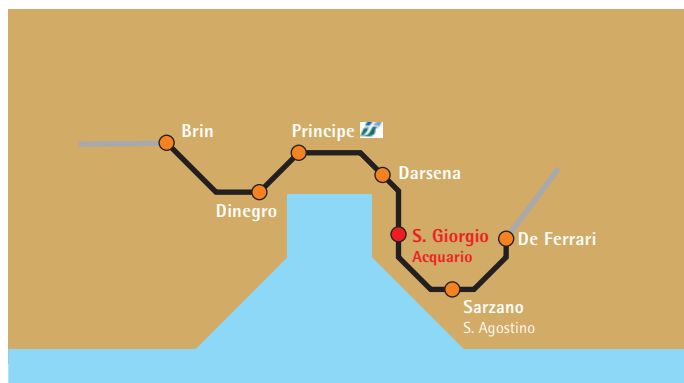 Brin
Principe
Darsena
Dinegro
S. Giorgio
Acquario
De Ferrari
Sarzano
S. Agostino